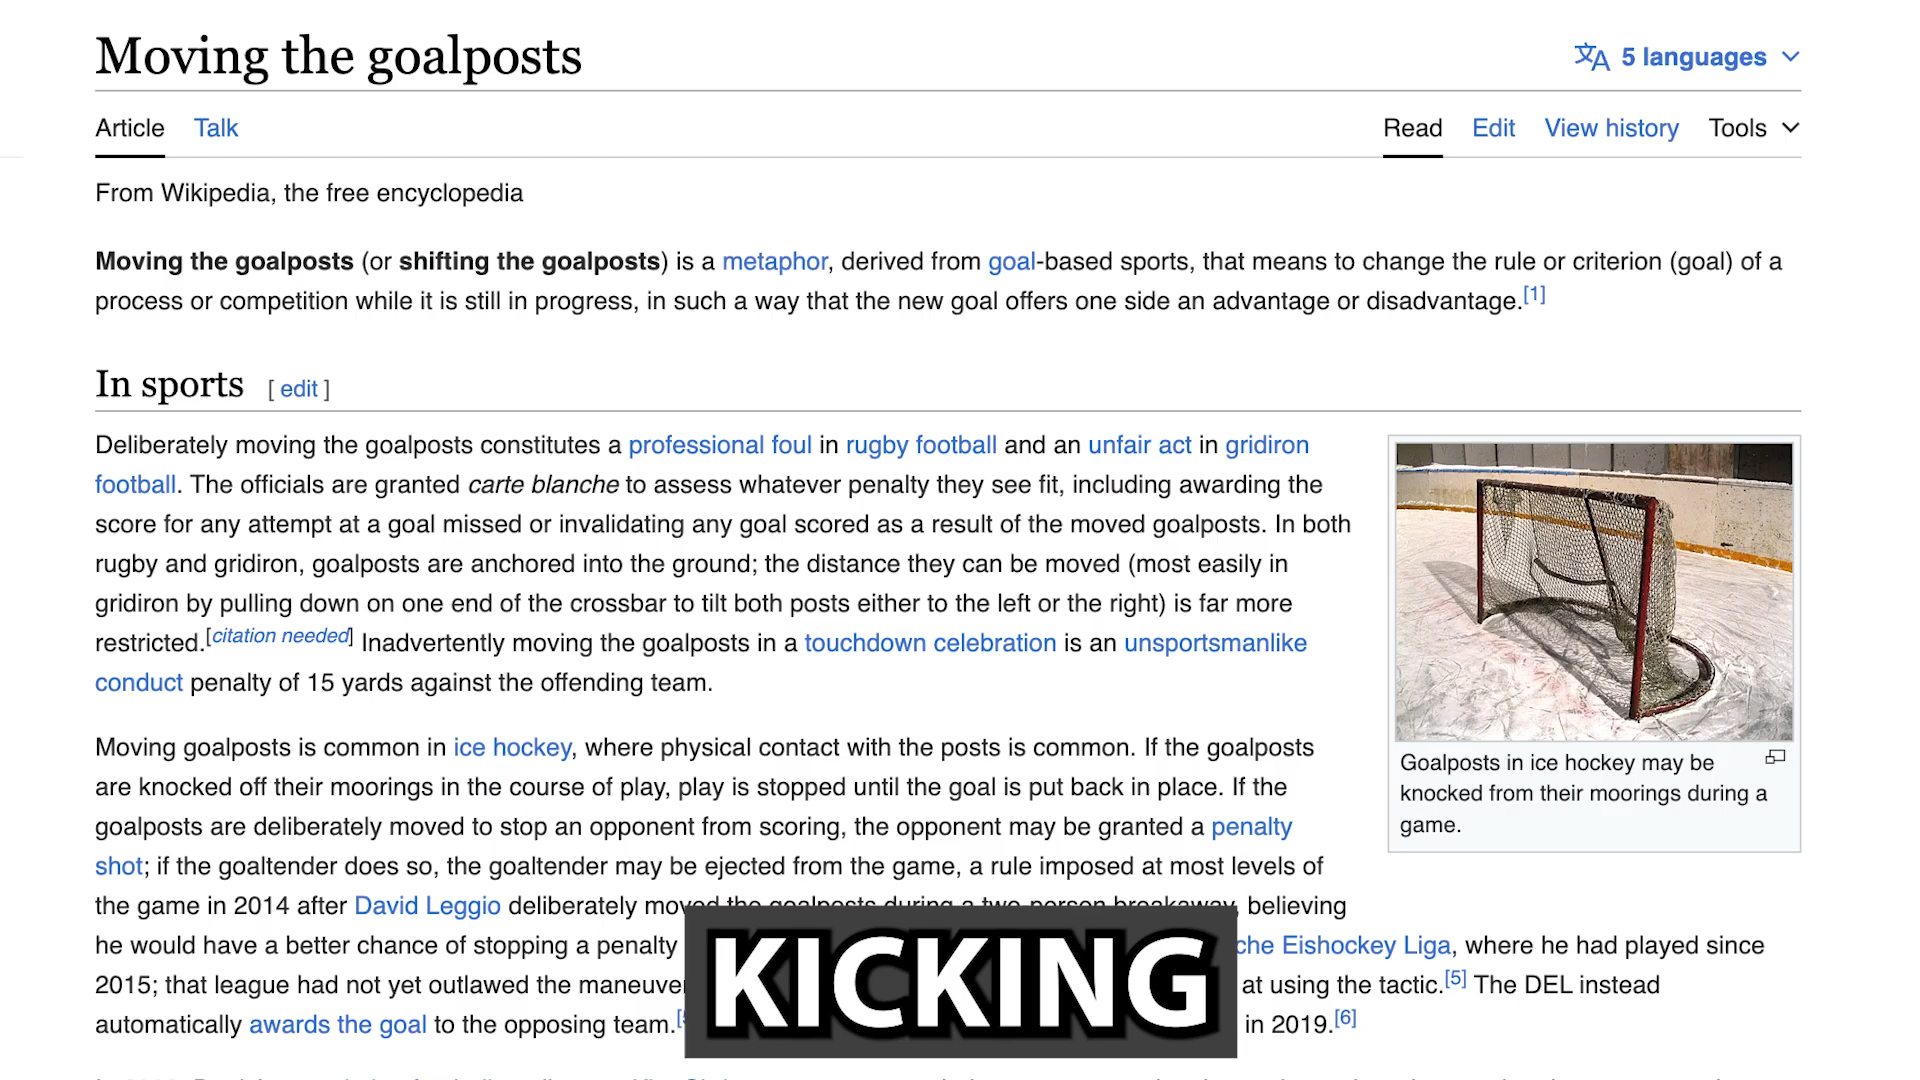 Moving the goalposts
5 languages
Article Talk
Read Edit View history Tools
From Wikipedia, the free encyclopedia
Moving the goalposts (or shifting the goalposts) is a metaphor, derived from goal-based sports, that means to change the rule or criterion (goal) of a
process or competition while it is still in progress, in such a way that the new goal offers one side an advantage or disadvantage.[1]
In sports [ edit ]
Deliberately moving the goalposts constitutes a professional foul in rugby football and an unfair act in gridiron
football. The officials are granted carte blanche to assess whatever penalty they see fit, including awarding the
score for any attempt at a goal missed or invalidating any goal scored as a result of the moved goalposts. In both
rugby and gridiron, goalposts are anchored into the ground; the distance they can be moved (most easily in
gridiron by pulling down on one end of the crossbar to tilt both posts either to the left or the right) is far more
restricted.[citation needed] Inadvertently moving the goalposts in a touchdown celebration is an unsportsmanlike
conduct penalty of 15 yards against the offending team.
Goalposts in ice hockey may be
knocked from their moorings during a
game.
Moving goalposts is common in ice hockey, where physical contact with the posts is common. If the goalposts
are knocked off their moorings in the course of play, play is stopped until the goal is put back in place. If the
goalposts are deliberately moved to stop an opponent from scoring, the opponent may be granted a penalty
shot; if the goaltender does so, the goaltender may be ejected from the game, a rule imposed at most levels of
the game in 2014 after David Leggio deliberately moved the goalposts during a two-person breakaway, believing
he would have a better chance of stopping a penalty che Eishockey Liga, where he had played since
2015; that league had not yet outlawed the maneuver at using the tactic.[5] The DEL instead
automatically awards the goal to the opposing team. in 2019.[6]
KICKING